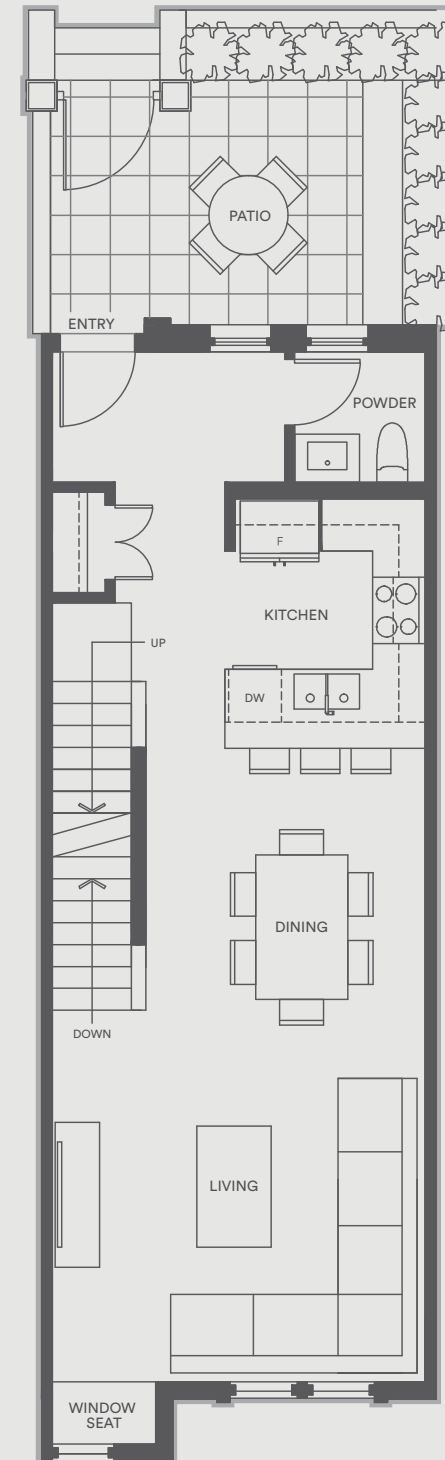 PATIO
ENTRY
POWDER
F
KITCHEN
UP
DW
DINING
DOWN
LIVING
WINDOW
SEAT